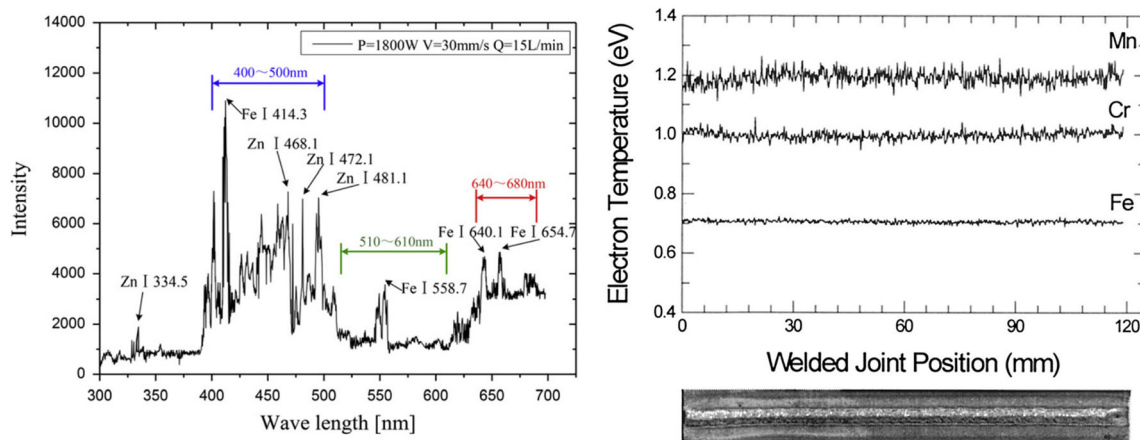 P=1800W V=30mm/s Q=15L/min
400～500nm
Fe Ⅰ 414.3
Zn Ⅰ 468.1
Zn Ⅰ 472.1
Zn Ⅰ 481.1
640～680nm
Fe Ⅰ 640.1
Fe Ⅰ 654.7
510～610nm
Zn Ⅰ 334.5
Fe Ⅰ 558.7
14000
12000
10000
8000
6000
4000
2000
0
Intensity
300 350 400 450 500 550 600 650 700
Wave length [nm]
1.4
1.2
1.0
0.8
0.6
0.4
Electron Temperature (eV)
Mn
Cr
Fe
0 30 60 90 120
Welded Joint Position (mm)